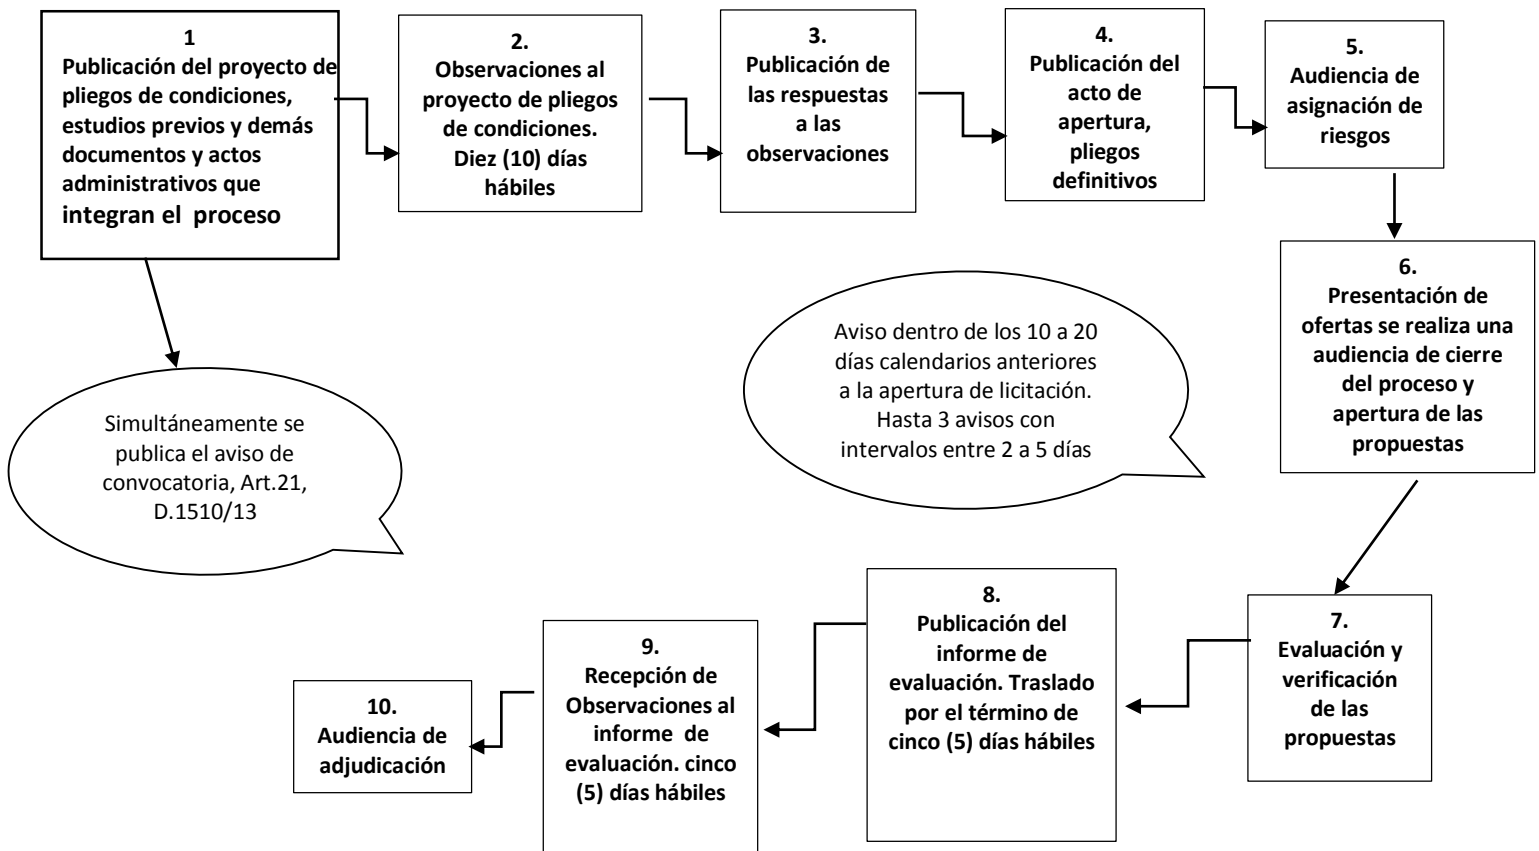 1
Publicación del proyecto de
pliegos de condiciones,
estudios previos y demás
documentos y actos
administrativos que
integran el proceso
2.
Observaciones al
proyecto de pliegos
de condiciones.
Diez (10) días
hábiles
3.
Publicación de
las respuestas
a las
observaciones
4.
Publicación del
acto de
apertura,
pliegos
definitivos
5.
Audiencia de
asignación de
riesgos
6.
Presentación de
ofertas se realiza una
audiencia de cierre
del proceso y
apertura de las
propuestas
Aviso dentro de los 10 a 20
días calendarios anteriores
a la apertura de licitación.
Hasta 3 avisos con
intervalos entre 2 a 5 días
Simultáneamente se
publica el aviso de
convocatoria, Art.21,
D.1510/13
7.
Evaluación y
verificación
de las
propuestas
8.
Publicación del
informe de
evaluación. Traslado
por el término de
cinco (5) días hábiles
9.
Recepción de
Observaciones al
informe de
evaluación. cinco
(5) días hábiles
10.
Audiencia de
adjudicación